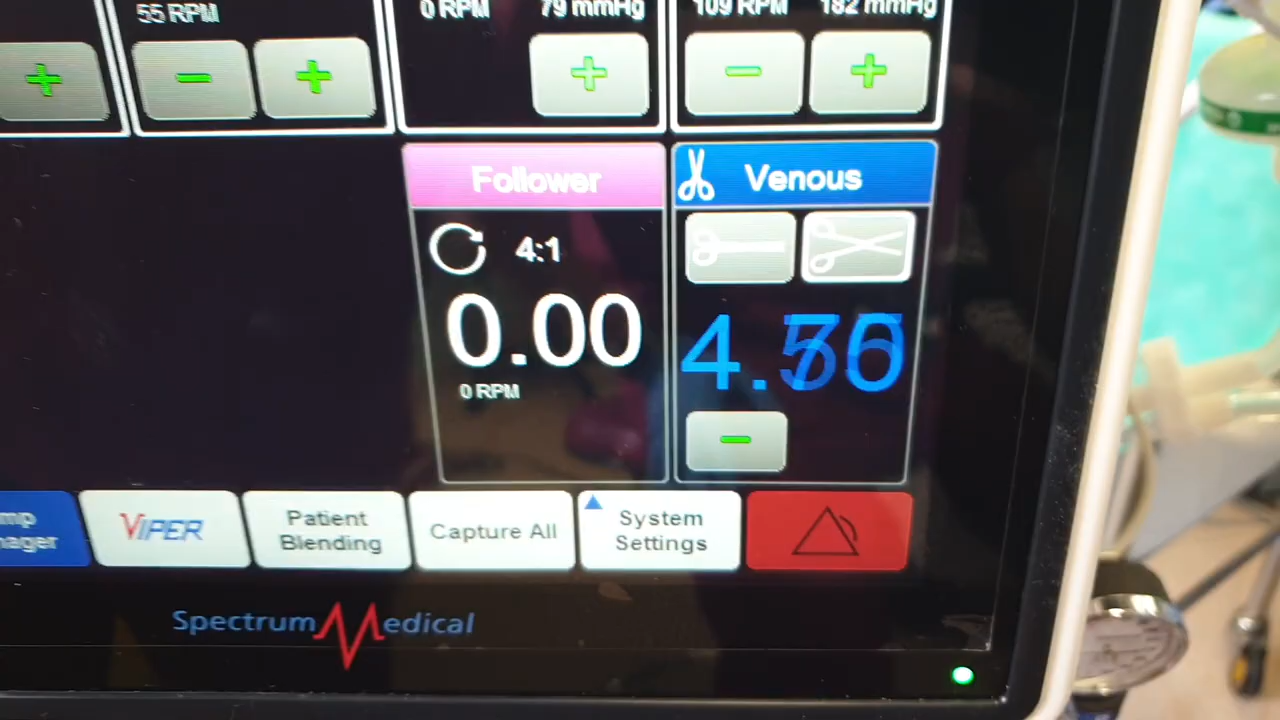 55 RPM
0 RPM 79 mmHg
109 RPM 182 mmHg
Follower
4:1
0.00
0 RPM
Venous
VIPER
Patient
Blending
Capture All
System
Settings
Spectrum Medical